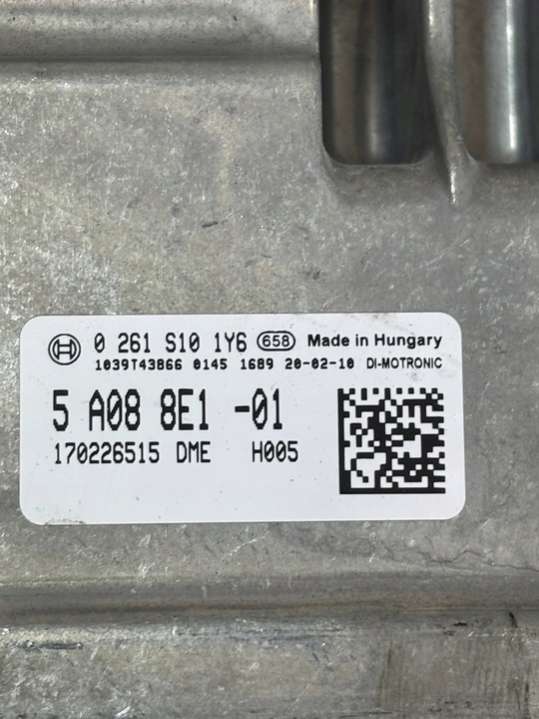 0 261 S10 1Y6 658 Made in Hungary
1039T43866 0145 1689 20-02-10 DI-MOTRONIC
5 A08 8E1 -01
170226515 DME H005